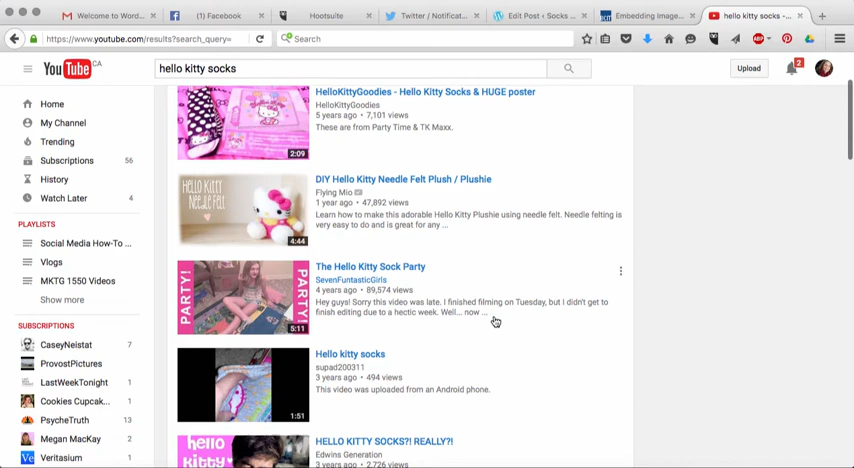 Welcome to Word...
(1) Facebook
Hootsuite
Twitter / Notificat...
Edit Post ‹ Socks ...
Embedding Image...
hello kitty socks -...
https://www.youtube.com/results?search_query=
Search
YouTube CA
hello kitty socks
Upload
2
Home
My Channel
Trending
Subscriptions 56
History
Watch Later 4
PLAYLISTS
Social Media How-To ...
Vlogs
MKTG 1550 Videos
Show more
SUBSCRIPTIONS
CaseyNeistat 7
ProvostPictures
LastWeekTonight 1
Cookies Cupcak... 1
PsycheTruth 13
Megan MacKay 2
Veritasium 1
HelloKittyGoodies - Hello Kitty Socks & HUGE poster
HelloKittyGoodies
5 years ago • 7,101 views
These are from Party Time & TK Maxx.
2:09
DIY Hello Kitty Needle Felt Plush / Plushie
Flying Mio
1 year ago • 47,892 views
Learn how to make this adorable Hello Kitty Plushie using needle felt. Needle felting is
very easy to do and is great for any ...
HELLO KITTY
NEEDLE FELT
4:44
The Hello Kitty Sock Party
SevenFuntasticGirls
4 years ago • 89,574 views
Hey guys! Sorry this video was late. I finished filming on Tuesday, but I didn't get to
finish editing due to a hectic week. Well... now ...
PARTY!
PARTY!
5:11
Hello kitty socks
supad200311
3 years ago • 494 views
This video was uploaded from an Android phone.
1:51
HELLO KITTY SOCKS?! REALLY?!
Edwins Generation
3 years ago • 2,726 views
hello
kitty